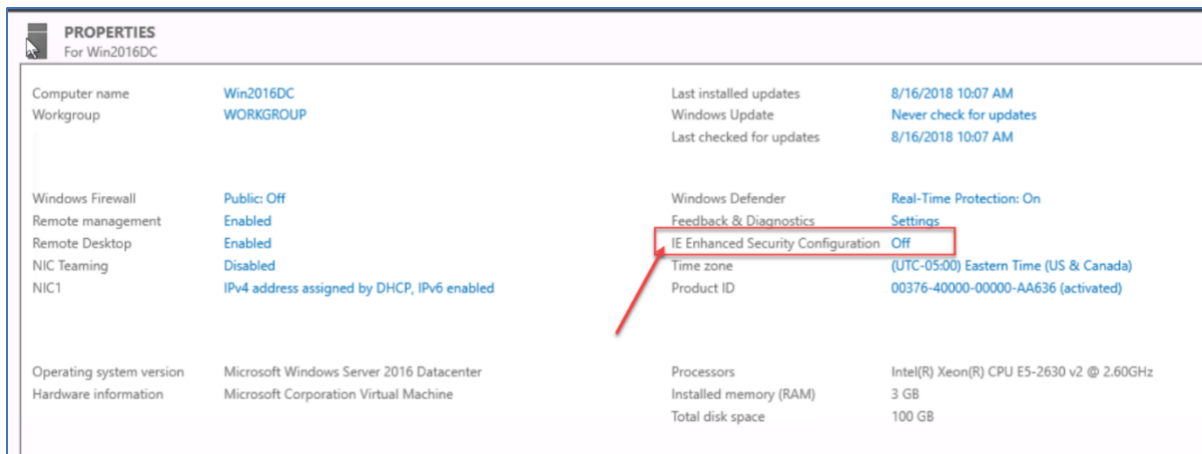 PROPERTIES
For Win2016DC
Computer name Win2016DC
Workgroup WORKGROUP
Last installed updates 8/16/2018 10:07 AM
Windows Update Never check for updates
Last checked for updates 8/16/2018 10:07 AM
Windows Firewall Public: Off
Remote management Enabled
Remote Desktop Enabled
NIC Teaming Disabled
NIC1 IPv4 address assigned by DHCP, IPv6 enabled
Windows Defender Real-Time Protection: On
Feedback & Diagnostics Settings
IE Enhanced Security Configuration Off
Time zone (UTC-05:00) Eastern Time (US & Canada)
Product ID 00376-40000-00000-AA636 (activated)
Operating system version Microsoft Windows Server 2016 Datacenter
Hardware information Microsoft Corporation Virtual Machine
Processors Intel(R) Xeon(R) CPU E5-2630 v2 @ 2.60GHz
Installed memory (RAM) 3 GB
Total disk space 100 GB